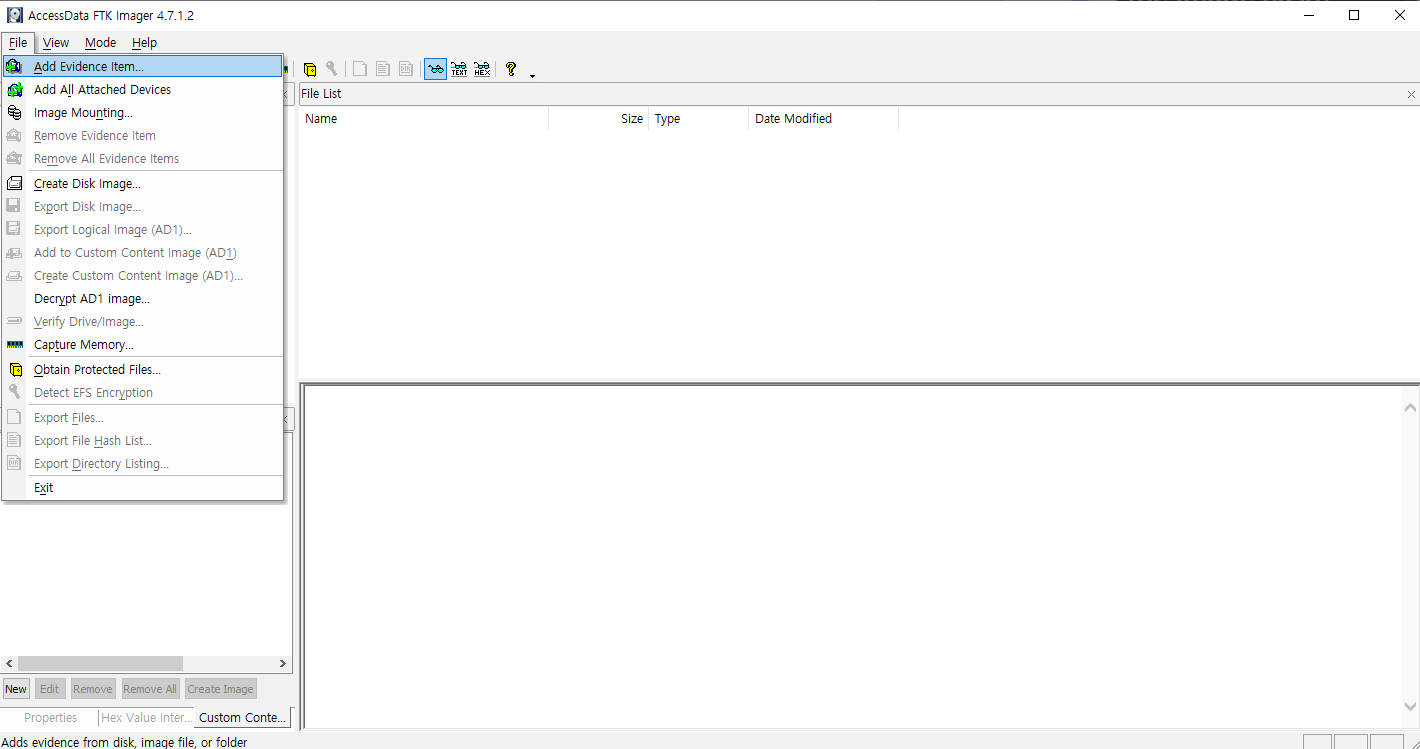 AccessData FTK Imager 4.7.1.2
File View Mode Help
Add Evidence Item...
Add All Attached Devices
Image Mounting...
Remove Evidence Item
Remove All Evidence Items
Create Disk Image...
Export Disk Image...
Export Logical Image (AD1)...
Add to Custom Content Image (AD1)
Create Custom Content Image (AD1)...
Decrypt AD1 image...
Verify Drive/Image...
Capture Memory...
Obtain Protected Files...
Detect EFS Encryption
Export Files...
Export File Hash List...
Export Directory Listing...
Exit
TEXT HEX
File List
Name Size Type Date Modified
New Edit Remove Remove All Create Image
Properties Hex Value Inter... Custom Conte...
Adds evidence from disk, image file, or folder